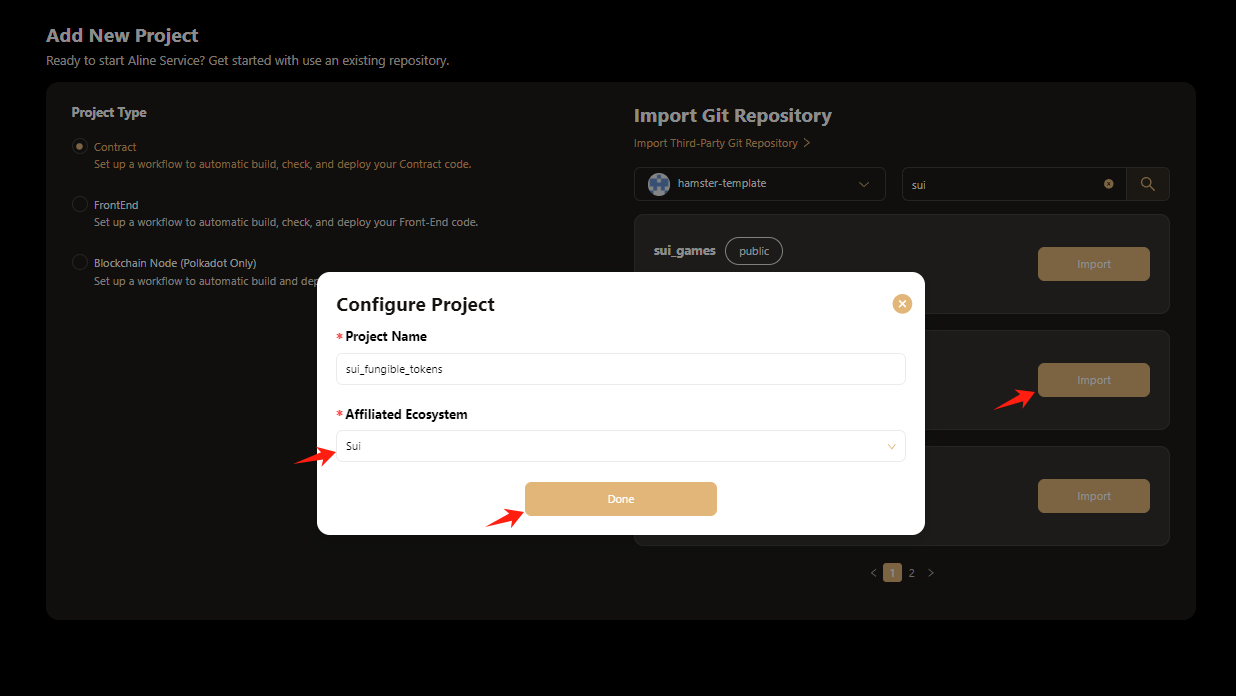 Add New Project
Ready to start Aline Service? Get started with use an existing repository.
Project Type
Contract
Set up a workflow to automatic build, check, and deploy your Contract code.
FrontEnd
Set up a workflow to automatic build, check, and deploy your Front-End code.
Blockchain Node (Polkadot Only)
Set up a workflow to automatic build and dep
Import Git Repository
Import Third-Party Git Repository >
hamster-template
sui
sui_games public
Import
Import
Import
< 1 2 >
Configure Project
* Project Name
sui_fungible_tokens
* Affiliated Ecosystem
Sui
Done